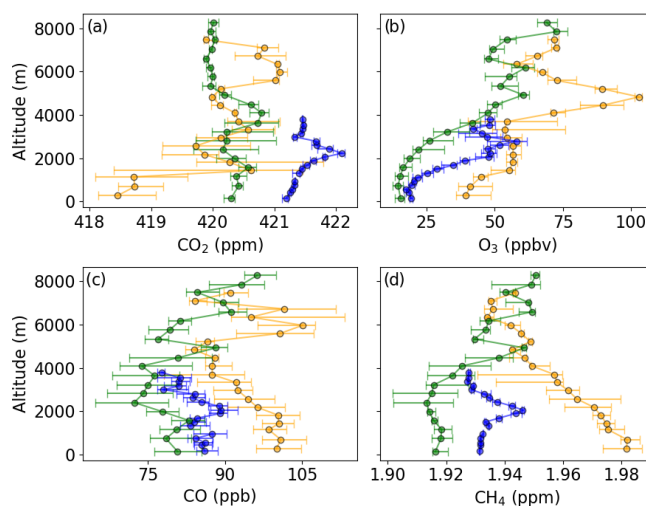 (a)
(b)
Altitude (m)
8000
6000
4000
2000
0
418
419
420
421
422
CO₂ (ppm)
25
50
75
100
O₃ (ppbv)
(c)
(d)
Altitude (m)
8000
6000
4000
2000
0
75
90
105
CO (ppb)
1.90
1.92
1.94
1.96
1.98
CH₄ (ppm)